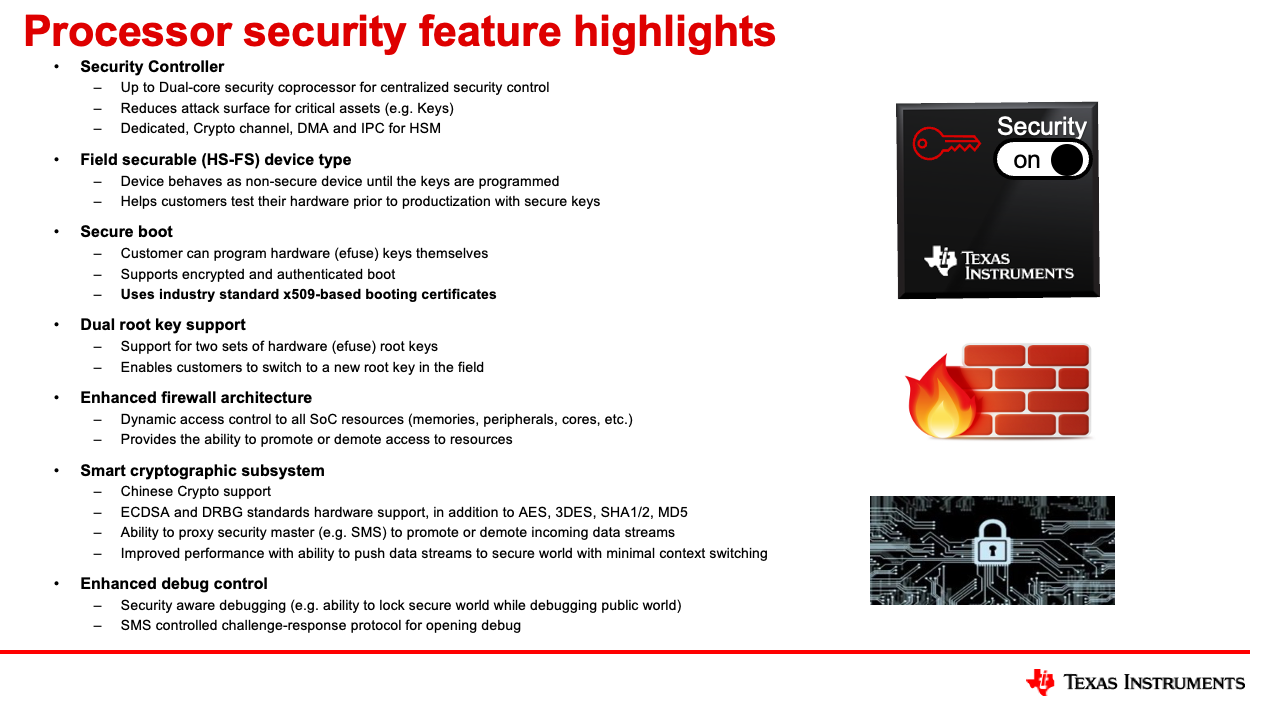 Processor security feature highlights
• Security Controller
– Up to Dual-core security coprocessor for centralized security control
– Reduces attack surface for critical assets (e.g. Keys)
– Dedicated, Crypto channel, DMA and IPC for HSM
• Field securable (HS-FS) device type
– Device behaves as non-secure device until the keys are programmed
– Helps customers test their hardware prior to productization with secure keys
• Secure boot
– Customer can program hardware (efuse) keys themselves
– Supports encrypted and authenticated boot
– Uses industry standard x509-based booting certificates
• Dual root key support
– Support for two sets of hardware (efuse) root keys
– Enables customers to switch to a new root key in the field
• Enhanced firewall architecture
– Dynamic access control to all SoC resources (memories, peripherals, cores, etc.)
– Provides the ability to promote or demote access to resources
• Smart cryptographic subsystem
– Chinese Crypto support
– ECDSA and DRBG standards hardware support, in addition to AES, 3DES, SHA1/2, MD5
– Ability to proxy security master (e.g. SMS) to promote or demote incoming data streams
– Improved performance with ability to push data streams to secure world with minimal context switching
• Enhanced debug control
– Security aware debugging (e.g. ability to lock secure world while debugging public world)
– SMS controlled challenge-response protocol for opening debug
Security
on
TEXAS
INSTRUMENTS
TEXAS INSTRUMENTS